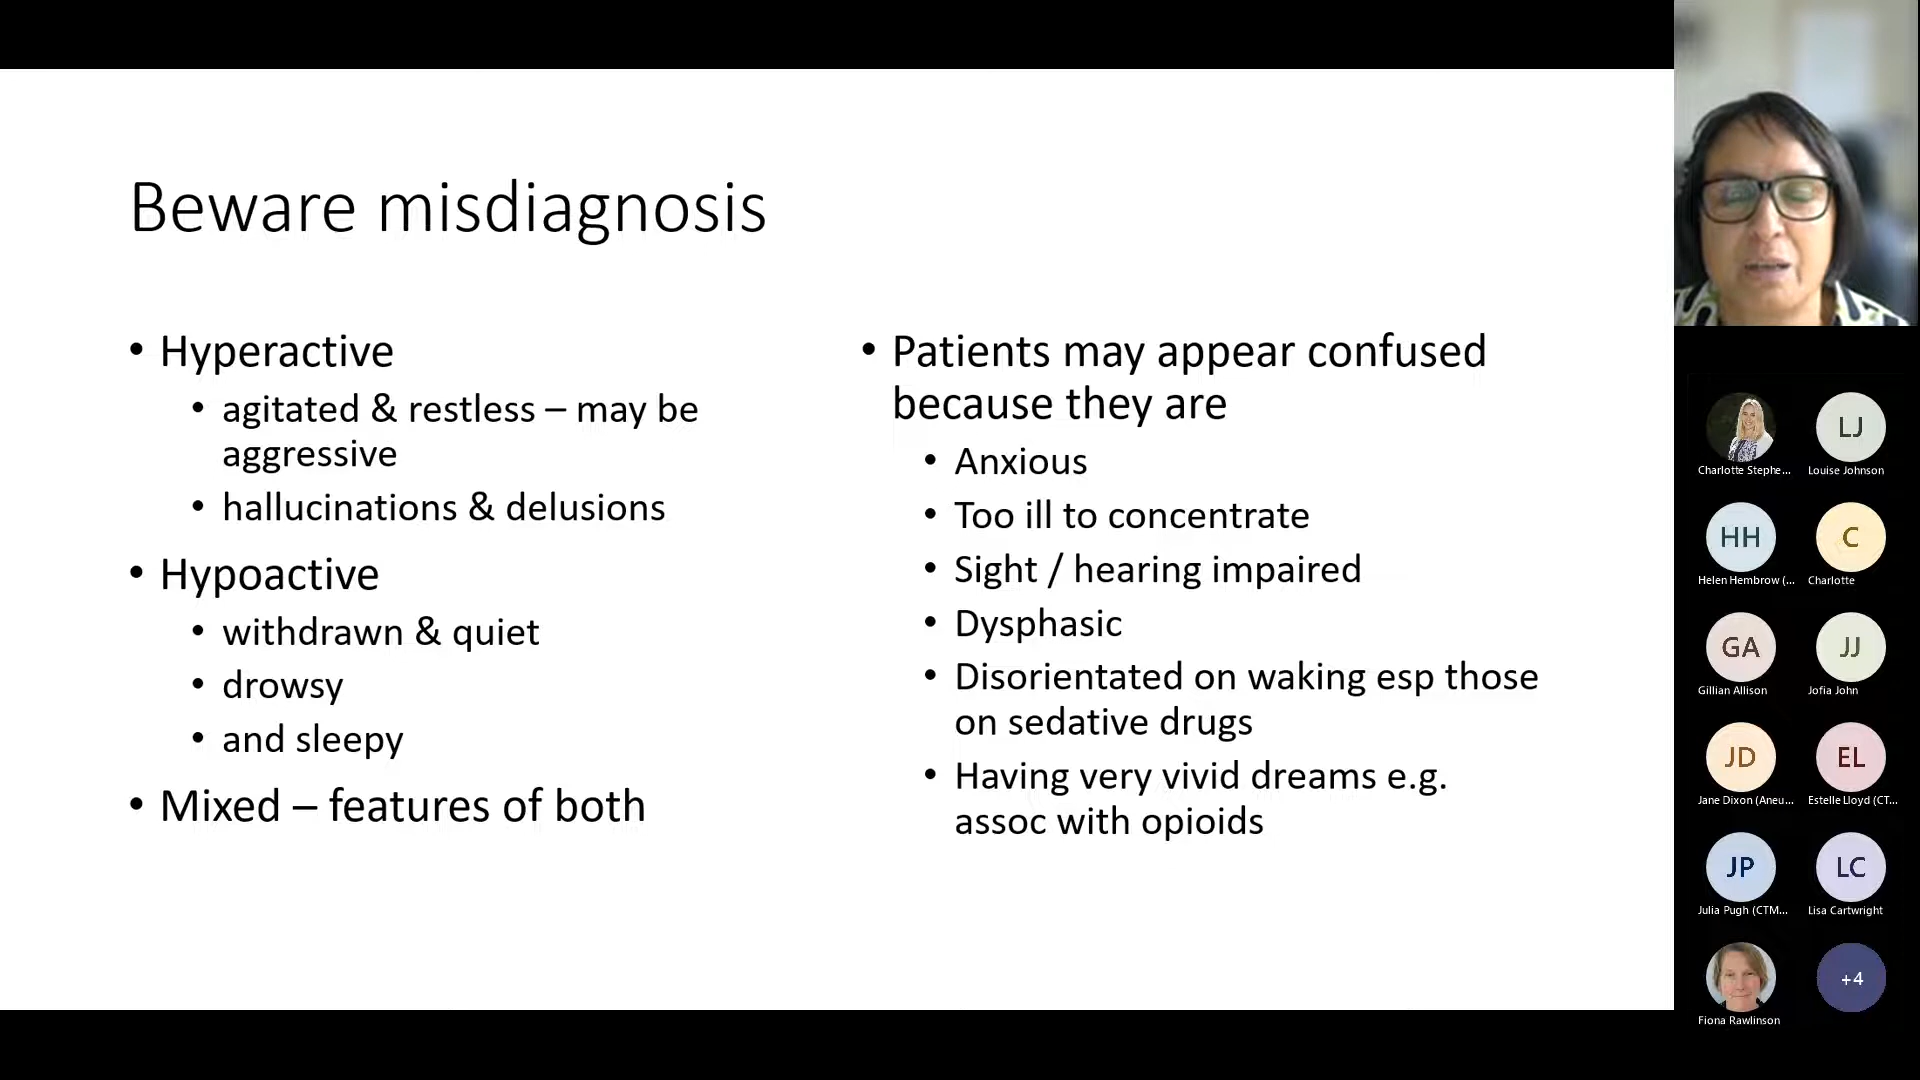 Beware misdiagnosis
• Hyperactive
• agitated & restless – may be
aggressive
• hallucinations & delusions
• Hypoactive
• withdrawn & quiet
• drowsy
• and sleepy
• Mixed – features of both
• Patients may appear confused
because they are
• Anxious
• Too ill to concentrate
• Sight / hearing impaired
• Dysphasic
• Disorientated on waking esp those
on sedative drugs
• Having very vivid dreams e.g.
assoc with opioids
Charlotte Stephe...
LJ
Louise Johnson
HH
Helen Hembrow (...
C
Charlotte
GA
Gillian Allison
JJ
Jofia John
JD
Jane Dixon (Aneu...
EL
Estelle Lloyd (CT...
JP
Julia Pugh (CTM...
LC
Lisa Cartwright
Fiona Rawlinson
+4